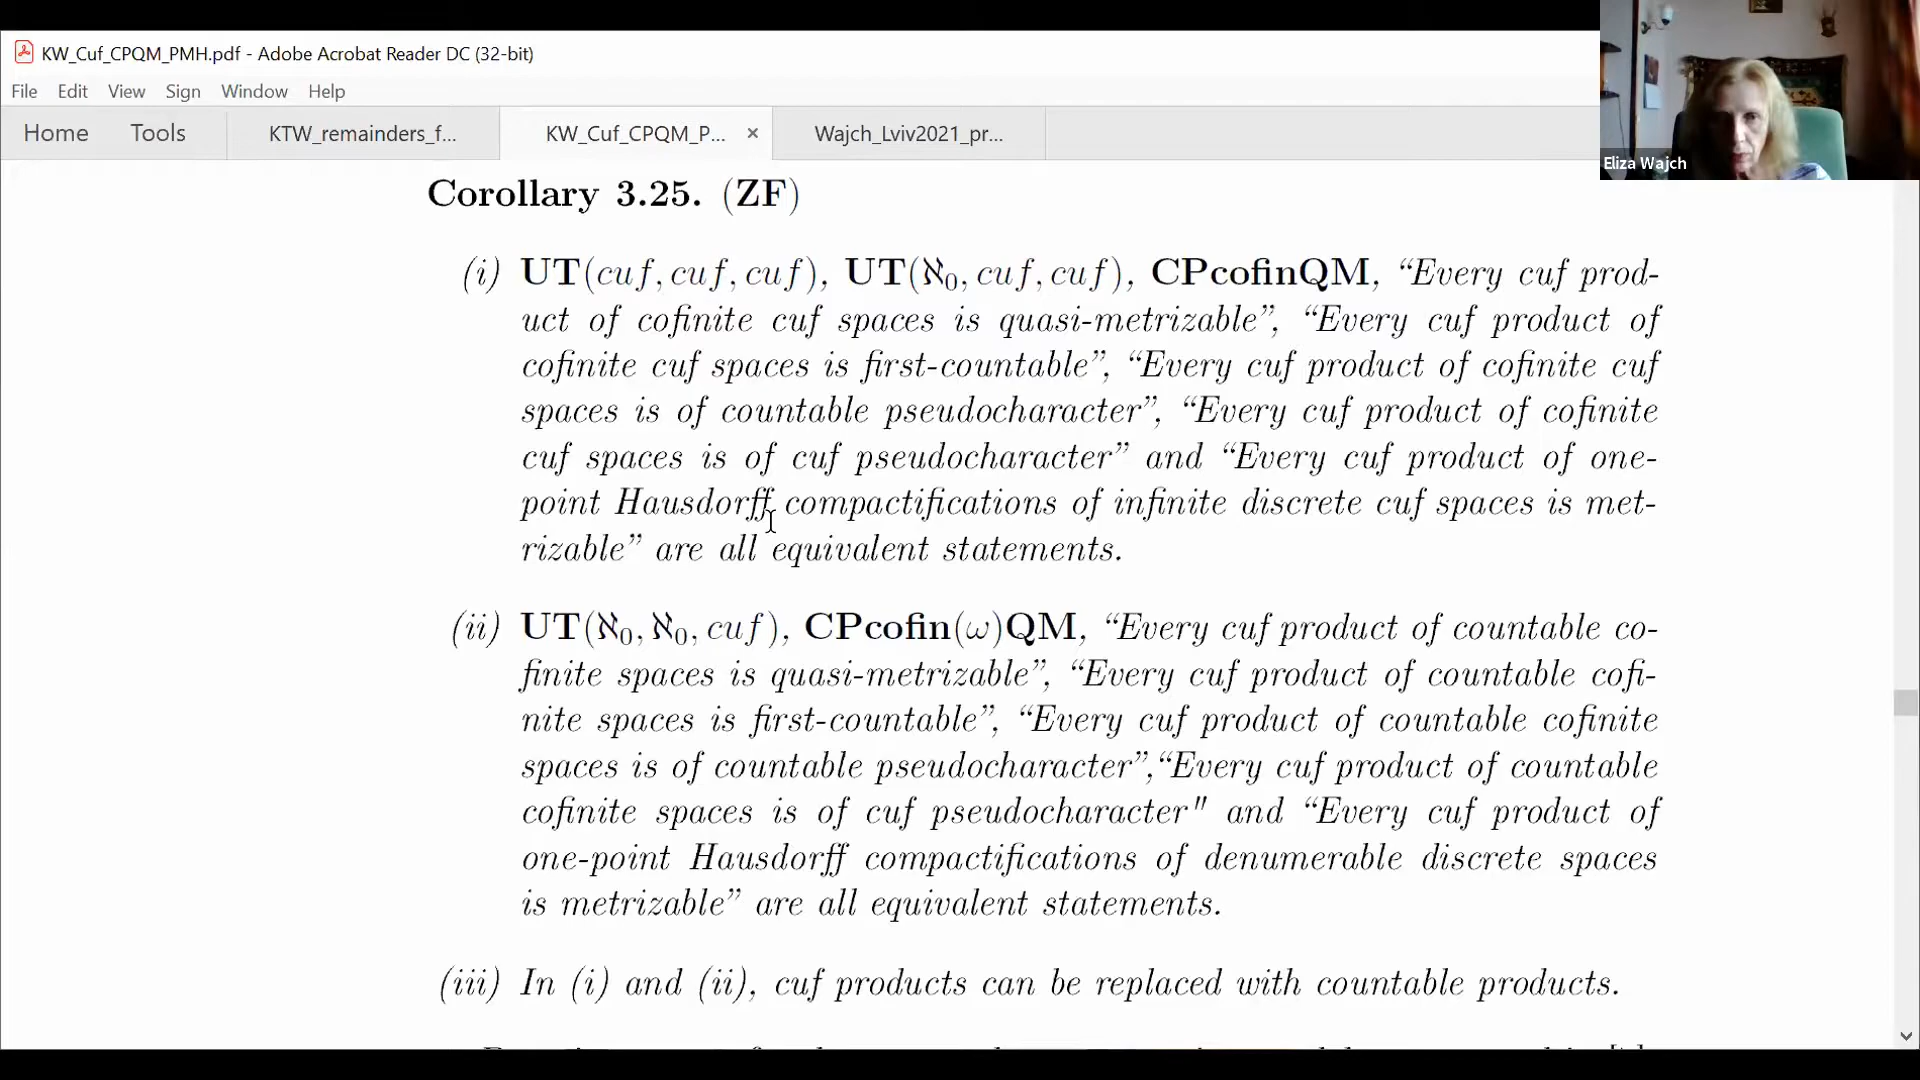 KW_Cuf_CPQM_PMH.pdf - Adobe Acrobat Reader DC (32-bit)
File Edit View Sign Window Help
Home Tools KTW_remainders_f... KW_Cuf_CPQM_P... × Wajch_Lviv2021_pr...
Eliza Wajch
Corollary 3.25. (ZF)
(i) UT(cuf, cuf, cuf), UT(ℵ₀, cuf, cuf), CPcofinQM, “Every cuf prod-
uct of cofinite cuf spaces is quasi-metrizable”, “Every cuf product of
cofinite cuf spaces is first-countable”, “Every cuf product of cofinite cuf
spaces is of countable pseudocharacter”, “Every cuf product of cofinite
cuf spaces is of cuf pseudocharacter” and “Every cuf product of one-
point Hausdorff compactifications of infinite discrete cuf spaces is met-
rizable” are all equivalent statements.
(ii) UT(ℵ₀, ℵ₀, cuf), CPcofin(ω)QM, “Every cuf product of countable co-
finite spaces is quasi-metrizable”, “Every cuf product of countable cofi-
nite spaces is first-countable”, “Every cuf product of countable cofinite
spaces is of countable pseudocharacter”,“Every cuf product of countable
cofinite spaces is of cuf pseudocharacter" and “Every cuf product of
one-point Hausdorff compactifications of denumerable discrete spaces
is metrizable” are all equivalent statements.
(iii) In (i) and (ii), cuf products can be replaced with countable products.